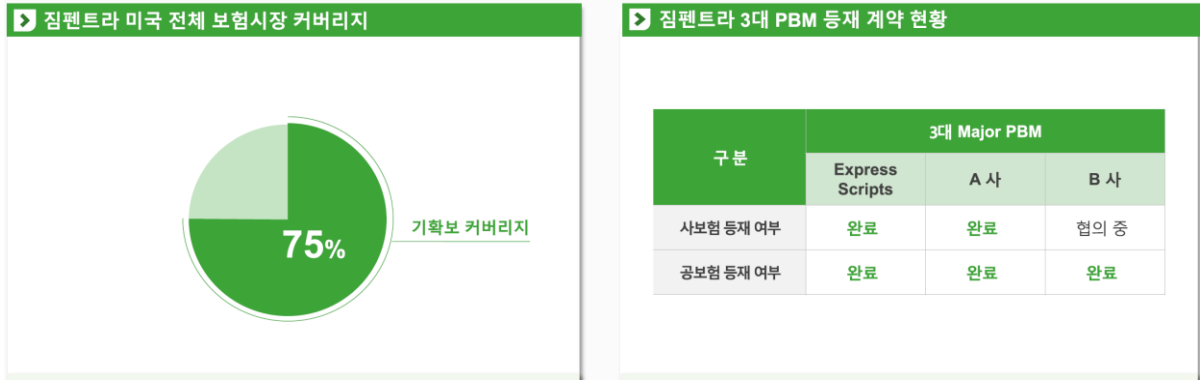 짐펜트라 미국 전체 보험시장 커버리지
75%
기확보 커버리지
짐펜트라 3대 PBM 등재 계약 현황
구 분
3대 Major PBM
Express
Scripts
A 사
B 사
사보험 등재 여부
완료
완료
협의 중
공보험 등재 여부
완료
완료
완료